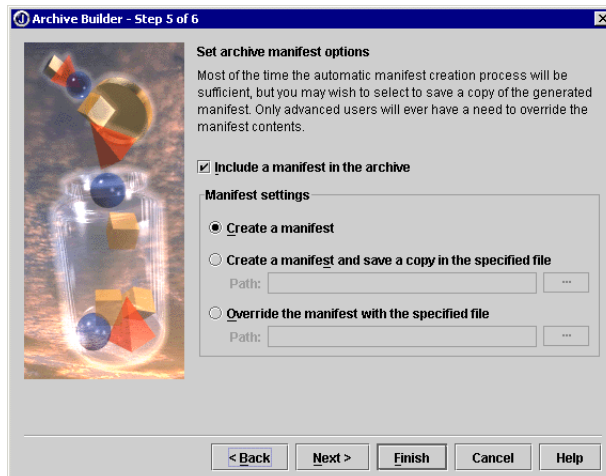 Archive Builder - Step 5 of 6
Set archive manifest options
Most of the time the automatic manifest creation process will be
sufficient, but you may wish to select to save a copy of the generated
manifest. Only advanced users will ever have a need to override the
manifest contents.
Include a manifest in the archive
Manifest settings
Create a manifest
Create a manifest and save a copy in the specified file
Path: ...
Override the manifest with the specified file
Path: ...
< Back Next > Finish Cancel Help